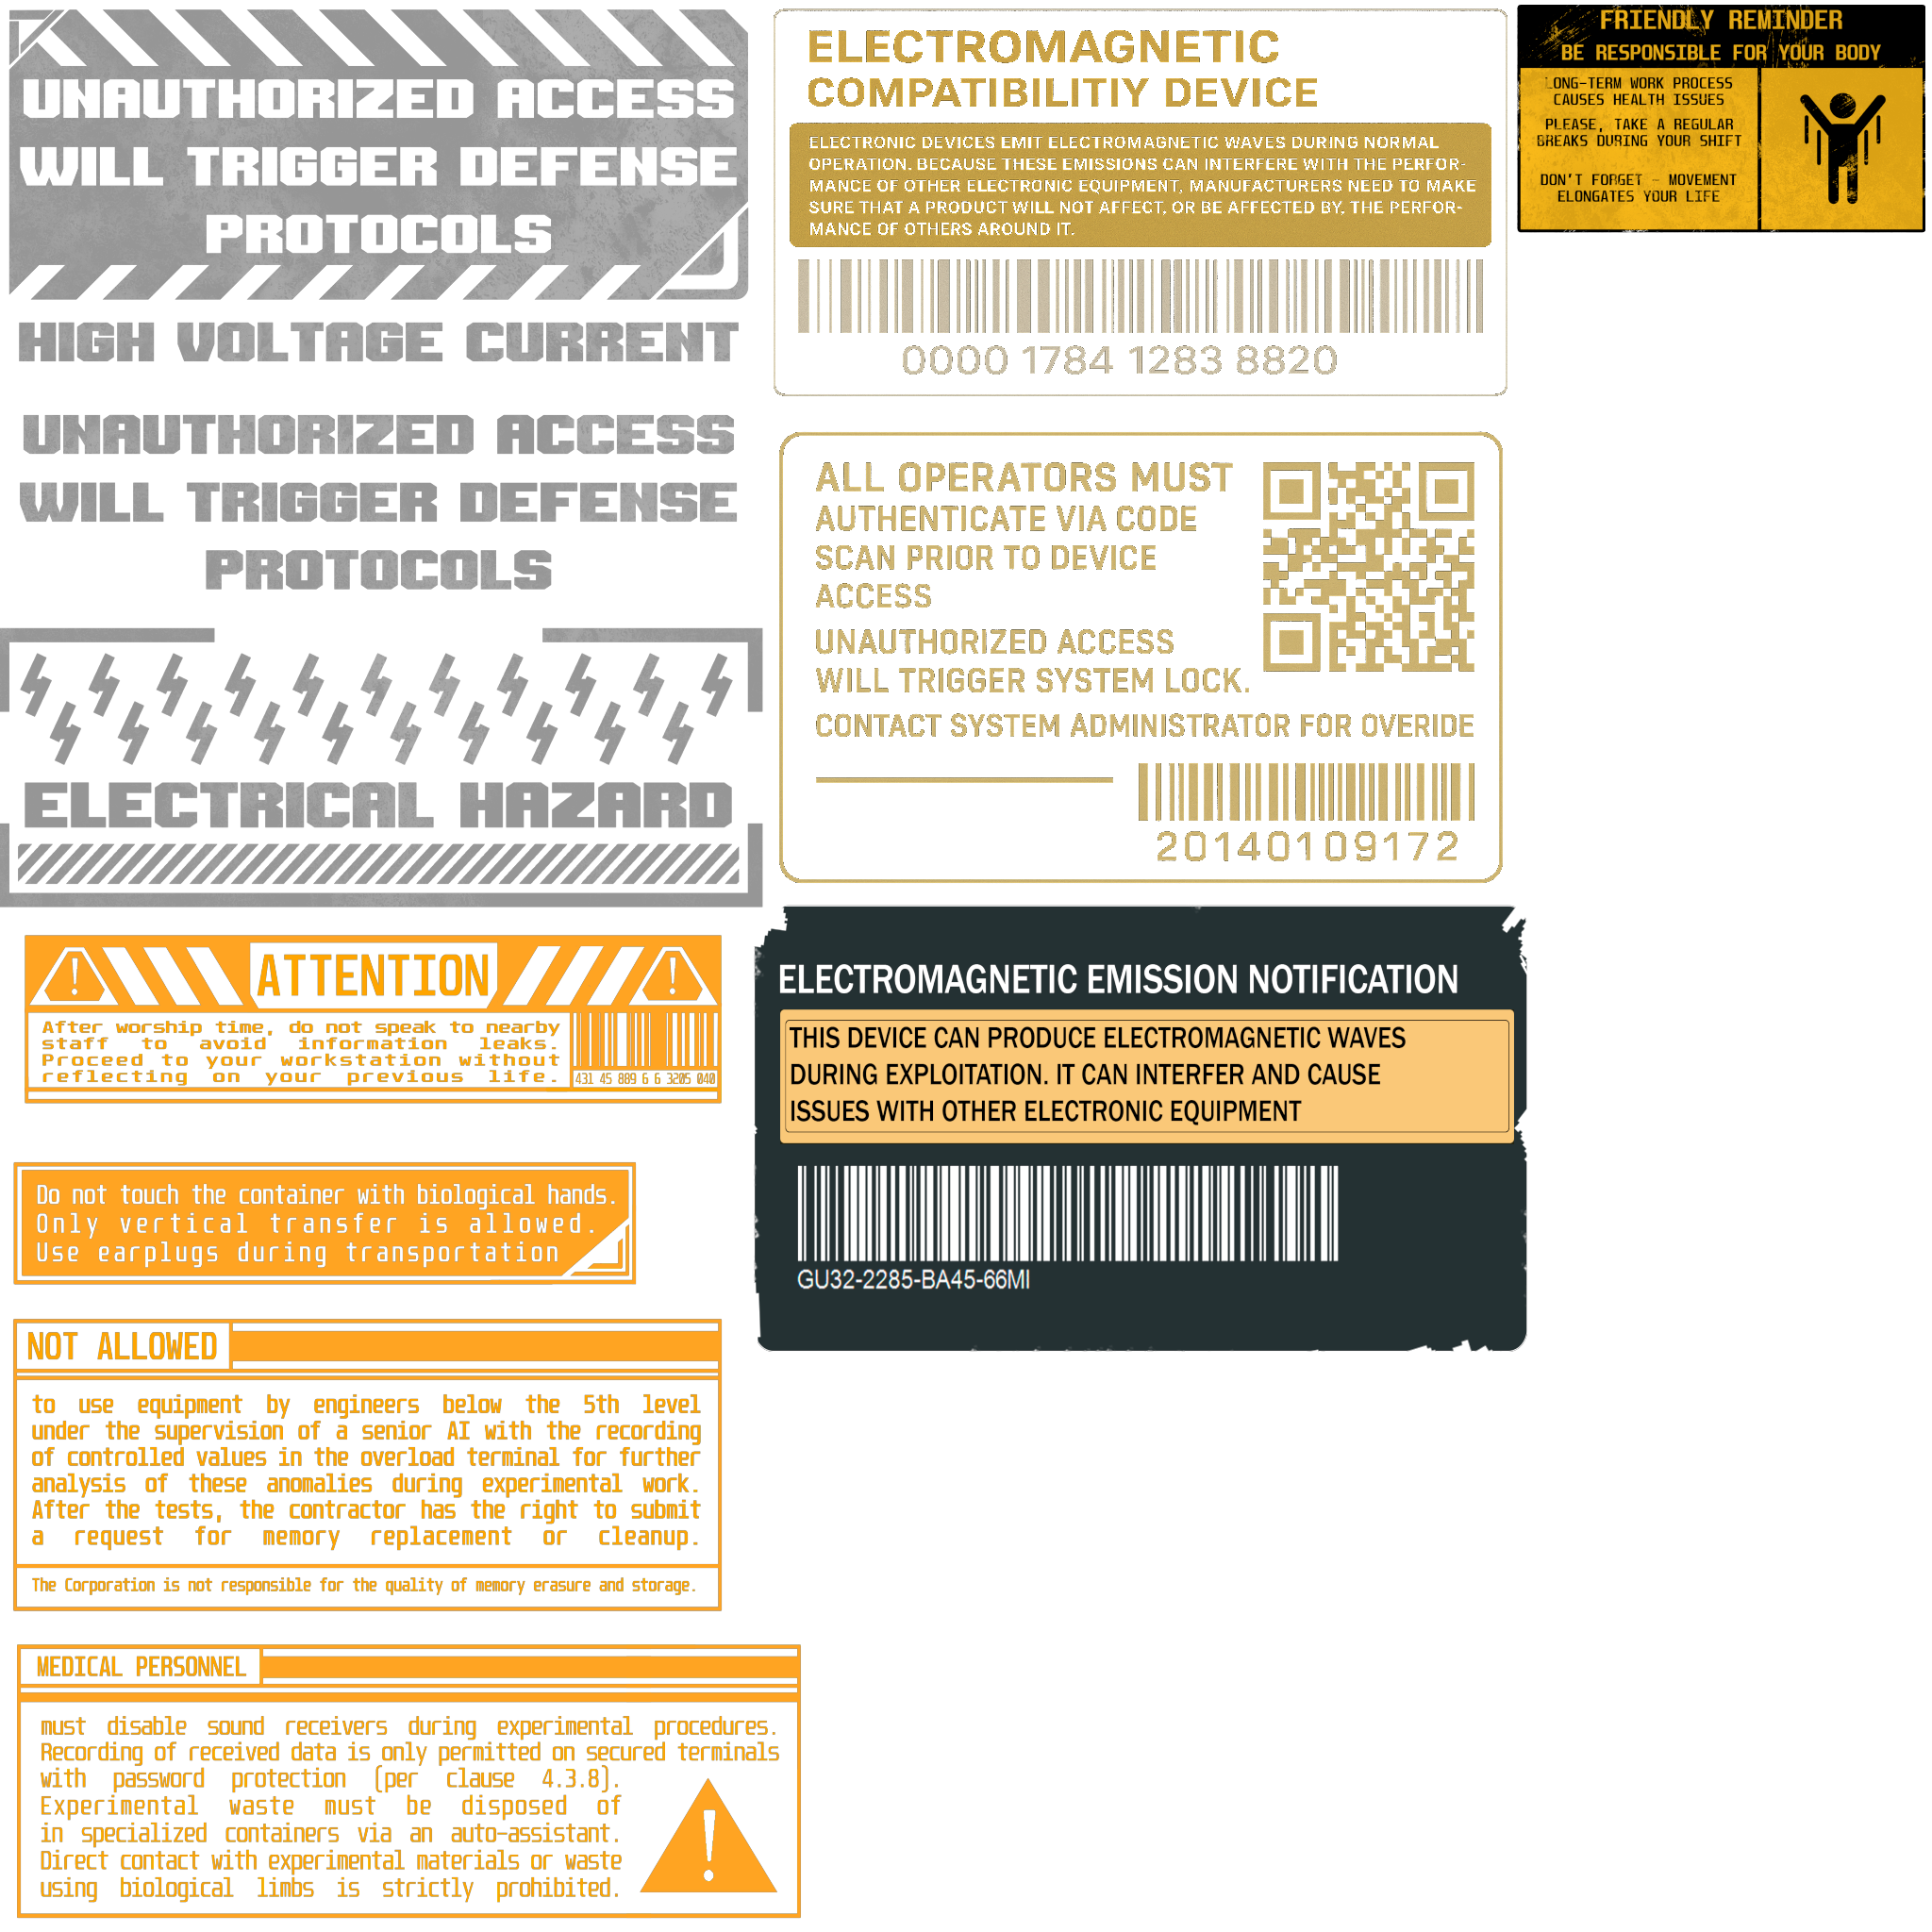 UNAUTHORIZED ACCESS
WILL TRIGGER DEFENSE
PROTOCOLS
HIGH VOLTAGE CURRENT
UNAUTHORIZED ACCESS
WILL TRIGGER DEFENSE
PROTOCOLS
ELECTRICAL HAZARD
ATTENTION
After worship time, do not speak to nearby
staff to avoid information leaks.
Proceed to your workstation without
reflecting on your previous life.
431 45 889 6 6 3205 040
Do not touch the container with biological hands.
Only vertical transfer is allowed.
Use earplugs during transportation
NOT ALLOWED
to use equipment by engineers below the 5th level
under the supervision of a senior AI with the recording
of controlled values in the overload terminal for further
analysis of these anomalies during experimental work.
After the tests, the contractor has the right to submit
a request for memory replacement or cleanup.
The Corporation is not responsible for the quality of memory erasure and storage.
MEDICAL PERSONNEL
must disable sound receivers during experimental procedures.
Recording of received data is only permitted on secured terminals
with password protection (per clause 4.3.8).
Experimental waste must be disposed of
in specialized containers via an auto-assistant.
Direct contact with experimental materials or waste
using biological limbs is strictly prohibited.
ELECTROMAGNETIC
COMPATIBILITIY DEVICE
ELECTRONIC DEVICES EMIT ELECTROMAGNETIC WAVES DURING NORMAL
OPERATION. BECAUSE THESE EMISSIONS CAN INTERFERE WITH THE PERFOR-
MANCE OF OTHER ELECTRONIC EQUIPMENT, MANUFACTURERS NEED TO MAKE
SURE THAT A PRODUCT WILL NOT AFFECT, OR BE AFFECTED BY, THE PERFOR-
MANCE OF OTHERS AROUND IT.
0000 1784 1283 8820
ALL OPERATORS MUST
AUTHENTICATE VIA CODE
SCAN PRIOR TO DEVICE
ACCESS
UNAUTHORIZED ACCESS
WILL TRIGGER SYSTEM LOCK.
CONTACT SYSTEM ADMINISTRATOR FOR OVERIDE
20140109172
ELECTROMAGNETIC EMISSION NOTIFICATION
THIS DEVICE CAN PRODUCE ELECTROMAGNETIC WAVES
DURING EXPLOITATION. IT CAN INTERFER AND CAUSE
ISSUES WITH OTHER ELECTRONIC EQUIPMENT
GU32-2285-BA45-66MI
FRIENDLY REMINDER
BE RESPONSIBLE FOR YOUR BODY
LONG-TERM WORK PROCESS
CAUSES HEALTH ISSUES
PLEASE, TAKE A REGULAR
BREAKS DURING YOUR SHIFT
DON'T FORGET - MOVEMENT
ELONGATES YOUR LIFE